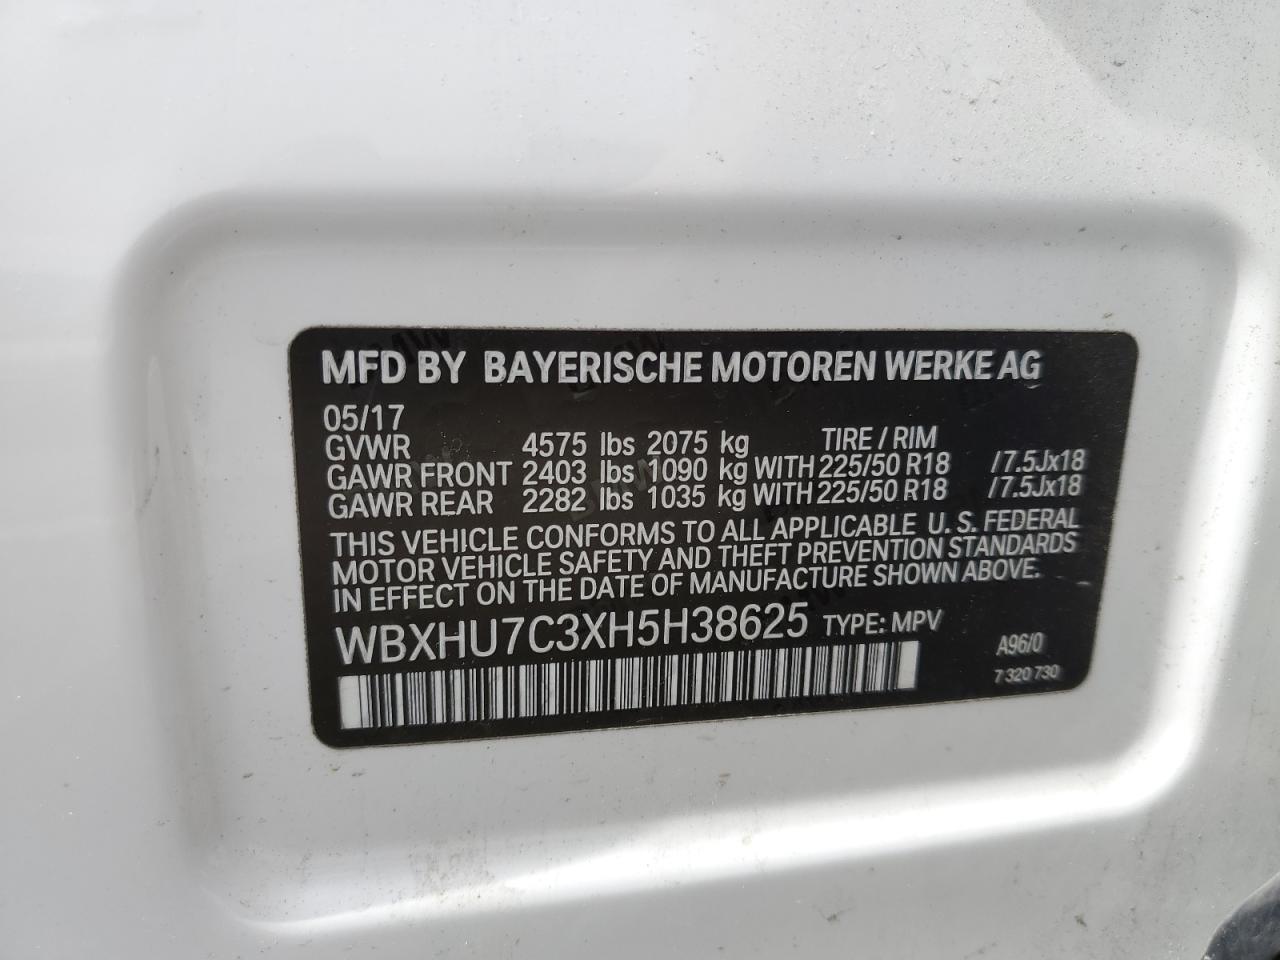 MFD BY BAYERISCHE MOTOREN WERKE AG
05/17
GVWR 4575 lbs 2075 kg TIRE / RIM
GAWR FRONT 2403 lbs 1090 kg WITH 225/50 R18 /7.5Jx18
GAWR REAR 2282 lbs 1035 kg WITH 225/50 R18 /7.5Jx18
THIS VEHICLE CONFORMS TO ALL APPLICABLE U. S. FEDERAL
MOTOR VEHICLE SAFETY AND THEFT PREVENTION STANDARDS
IN EFFECT ON THE DATE OF MANUFACTURE SHOWN ABOVE.
WBXHU7C3XH5H38625 TYPE: MPV
A96/0
7 320 730